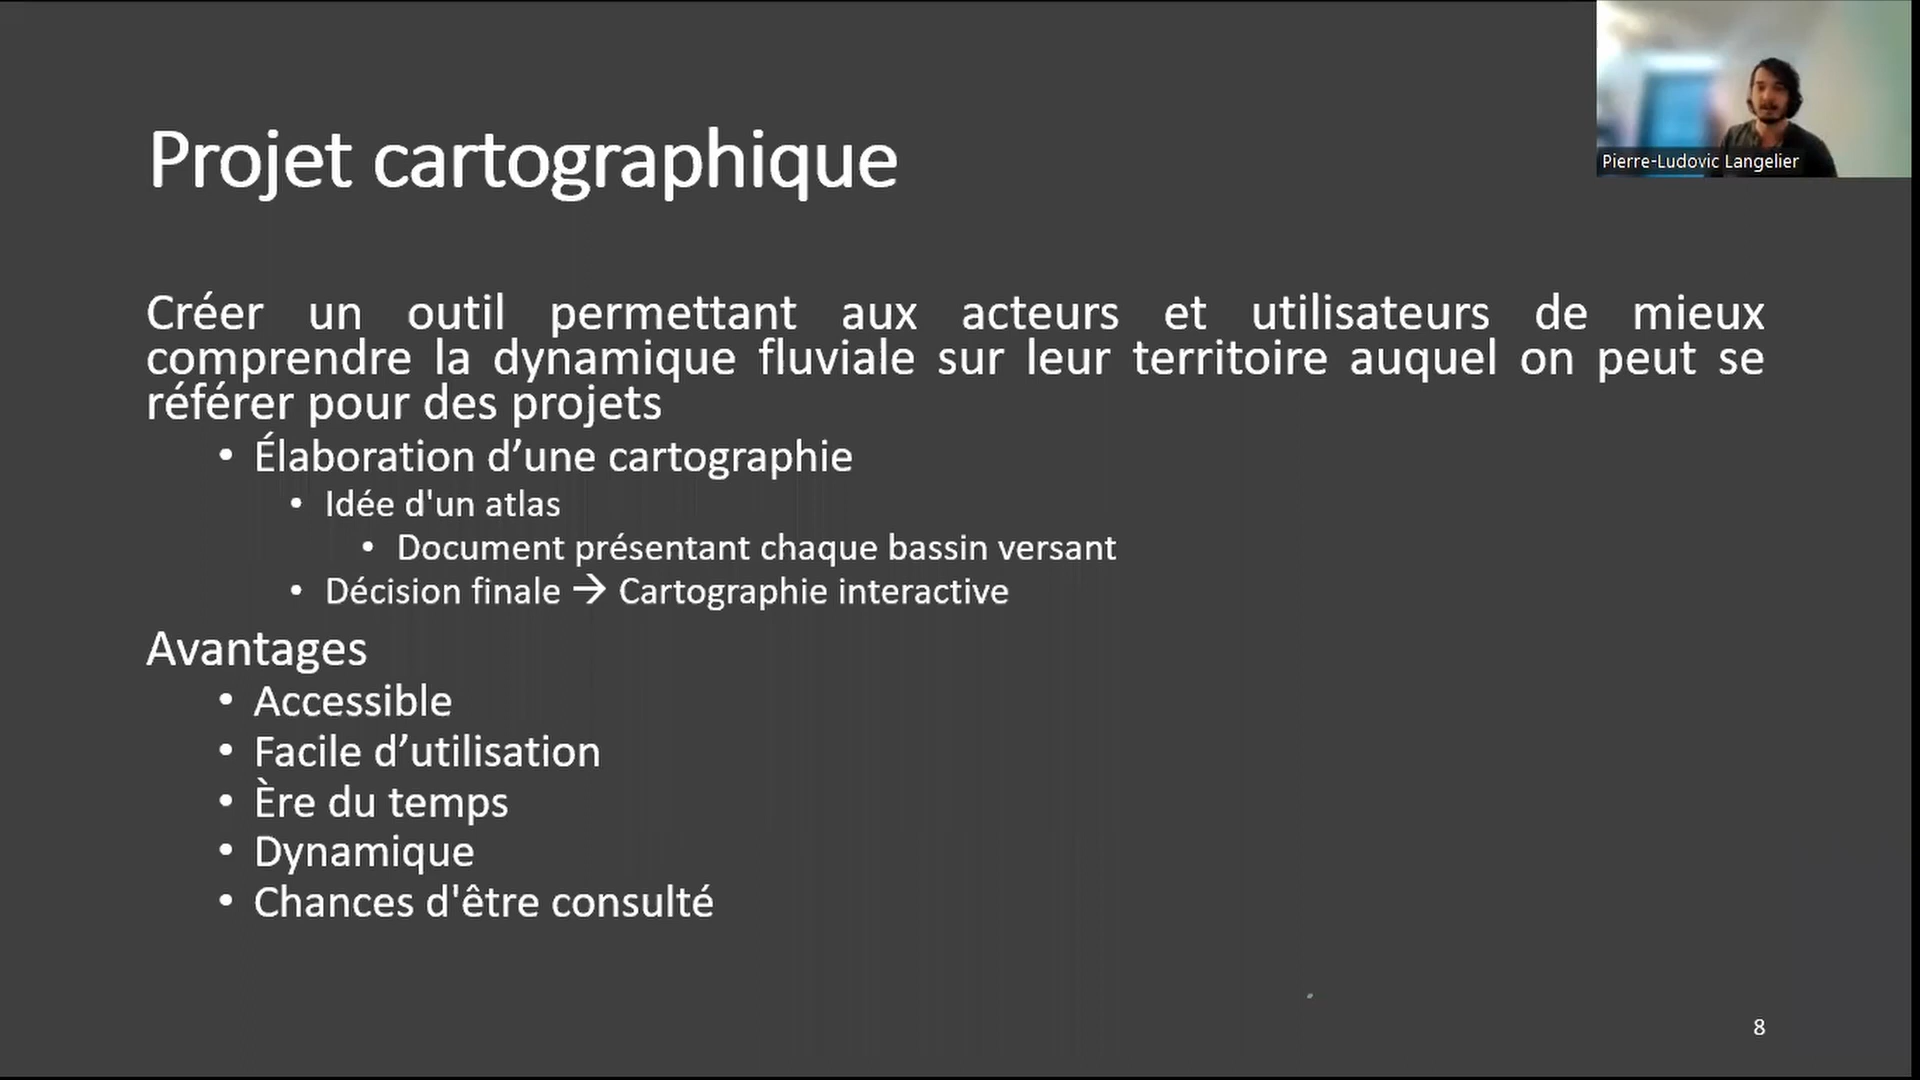 Pierre-Ludovic Langelier
Projet cartographique
Créer un outil permettant aux acteurs et utilisateurs de mieux
comprendre la dynamique fluviale sur leur territoire auquel on peut se
référer pour des projets
• Élaboration d’une cartographie
• Idée d'un atlas
• Document présentant chaque bassin versant
• Décision finale → Cartographie interactive
Avantages
• Accessible
• Facile d’utilisation
• Ère du temps
• Dynamique
• Chances d'être consulté
8